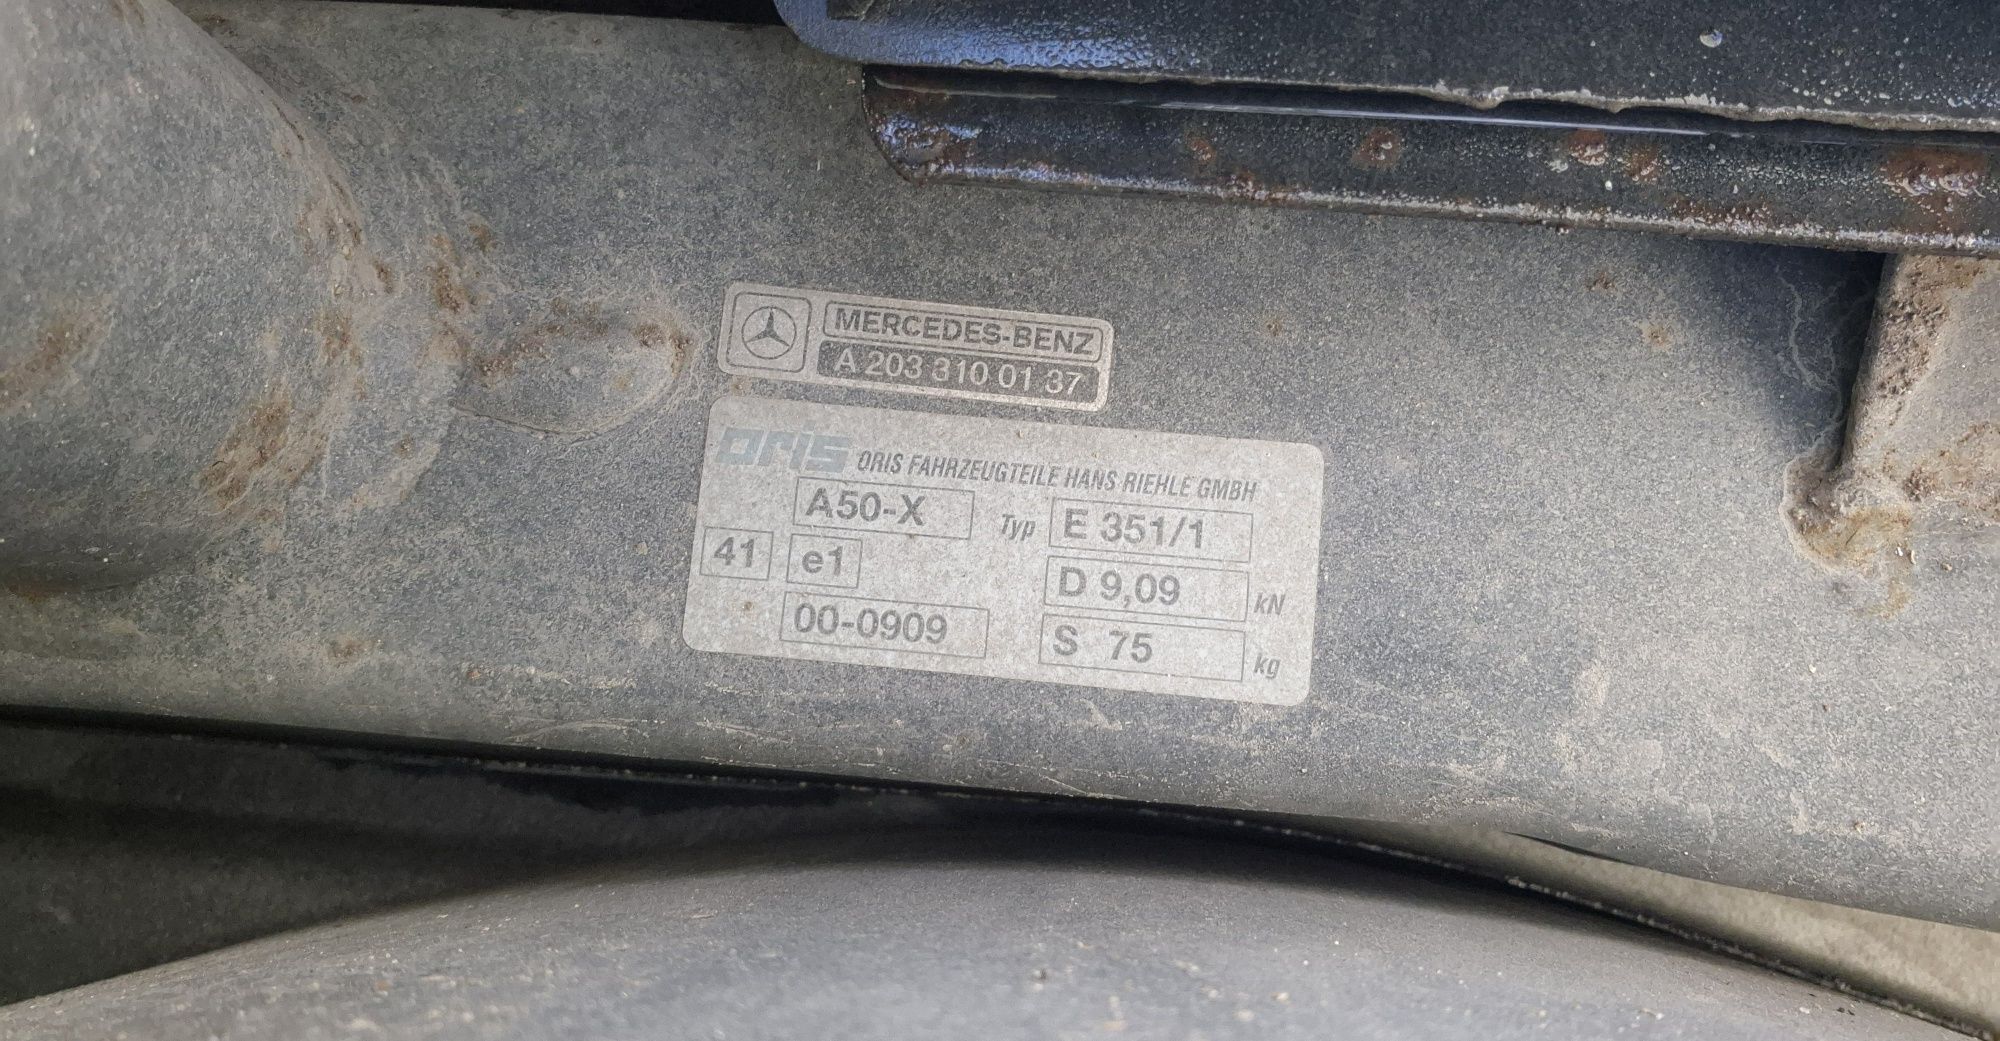 MERCEDES-BENZ
A 203 310 01 37
oris ORIS FAHRZEUGTEILE HANS RIEHLE GMBH
A50-X Typ E 351/1
41 e1 D 9,09 kN
00-0909 S 75 kg